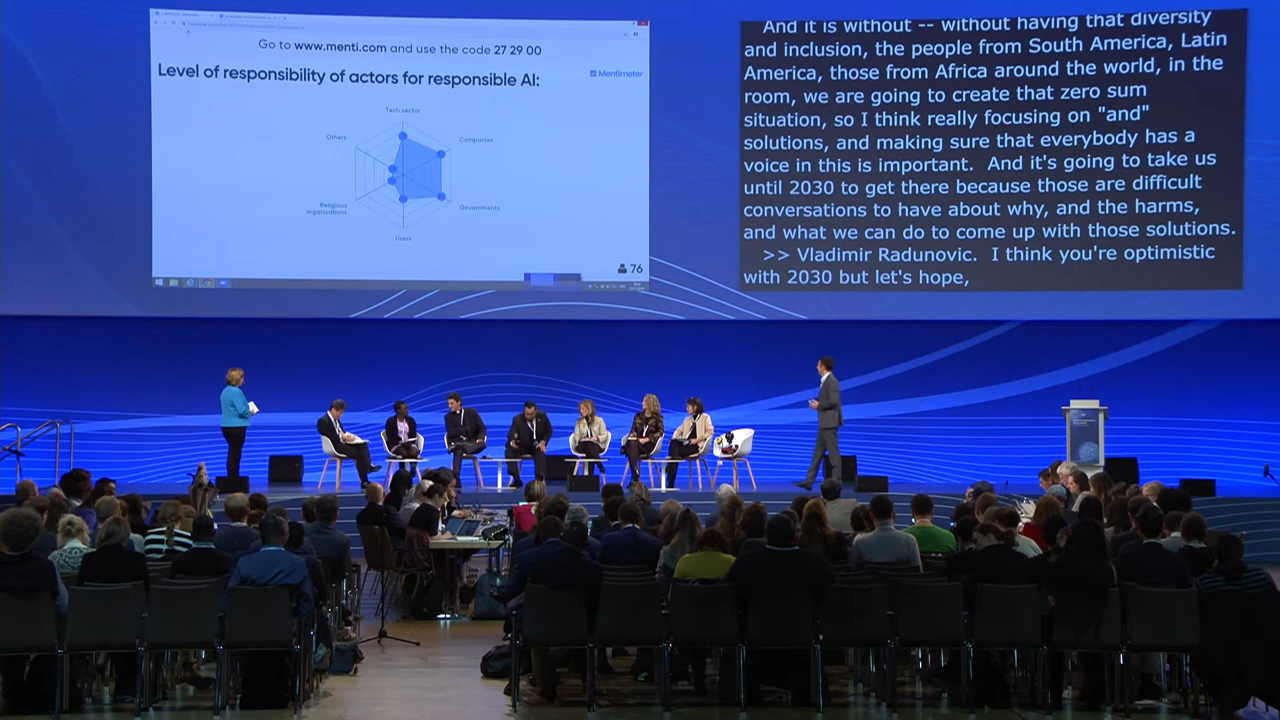 Go to www.menti.com and use the code 27 29 00
Level of responsibility of actors for responsible AI:
Mentimeter
Tech sector
Others
Companies
Religious
organisations
Governments
Users
76
And it is without -- without having that diversity
and inclusion, the people from South America, Latin
America, those from Africa around the world, in the
room, we are going to create that zero sum
situation, so I think really focusing on "and"
solutions, and making sure that everybody has a
voice in this is important.  And it's going to take us
until 2030 to get there because those are difficult
conversations to have about why, and the harms,
and what we can do to come up with those solutions.
>> Vladimir Radunovic.  I think you're optimistic
with 2030 but let's hope,